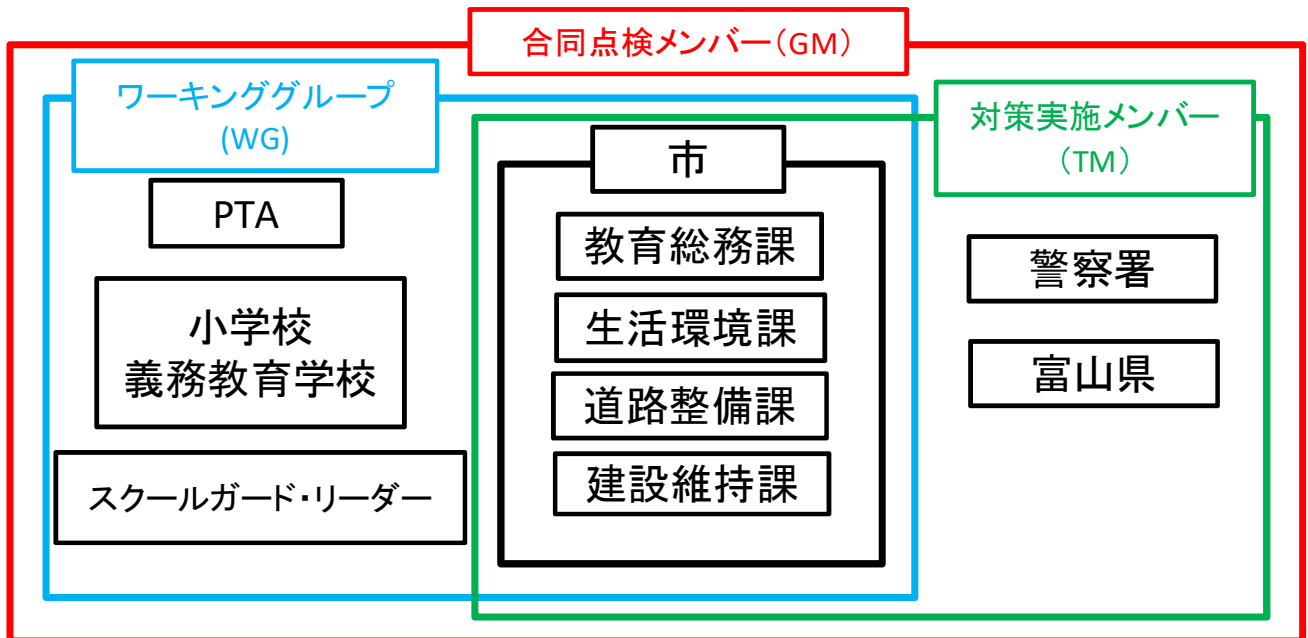 合同点検メンバー(GM)
ワーキンググループ
(WG)
対策実施メンバー
(TM)
PTA
小学校
義務教育学校
スクールガード・リーダー
市
教育総務課
生活環境課
道路整備課
建設維持課
警察署
富山県